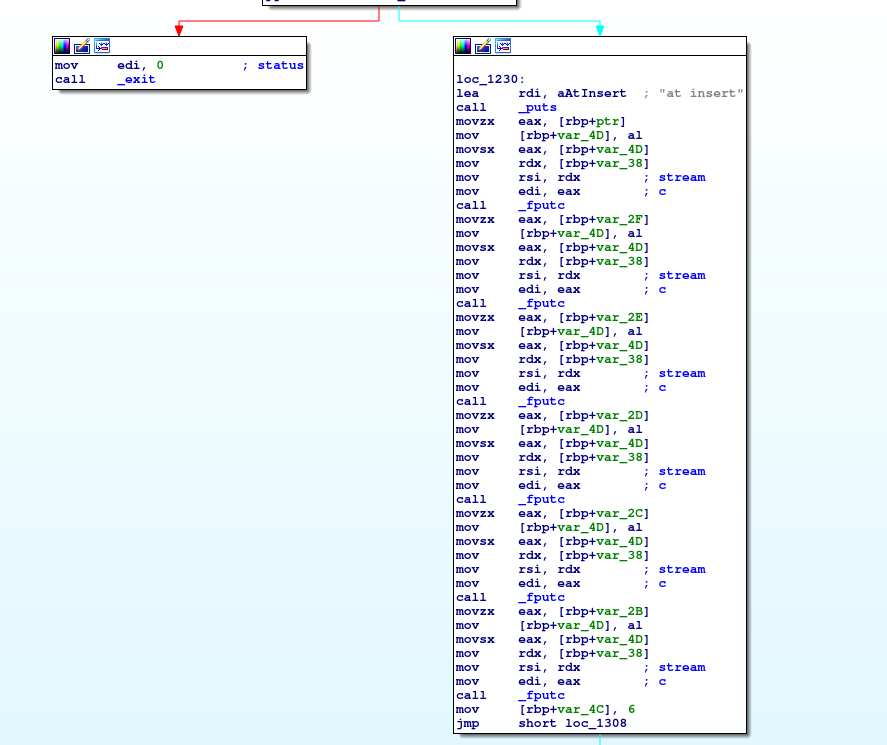 mov edi, 0 ; status
call _exit
loc_1230:
lea rdi, aAtInsert ; "at insert"
call _puts
movzx eax, [rbp+ptr]
mov [rbp+var_4D], al
movsx eax, [rbp+var_4D]
mov rdx, [rbp+var_38]
mov rsi, rdx ; stream
mov edi, eax ; c
call _fputc
movzx eax, [rbp+var_2F]
mov [rbp+var_4D], al
movsx eax, [rbp+var_4D]
mov rdx, [rbp+var_38]
mov rsi, rdx ; stream
mov edi, eax ; c
call _fputc
movzx eax, [rbp+var_2E]
mov [rbp+var_4D], al
movsx eax, [rbp+var_4D]
mov rdx, [rbp+var_38]
mov rsi, rdx ; stream
mov edi, eax ; c
call _fputc
movzx eax, [rbp+var_2D]
mov [rbp+var_4D], al
movsx eax, [rbp+var_4D]
mov rdx, [rbp+var_38]
mov rsi, rdx ; stream
mov edi, eax ; c
call _fputc
movzx eax, [rbp+var_2C]
mov [rbp+var_4D], al
movsx eax, [rbp+var_4D]
mov rdx, [rbp+var_38]
mov rsi, rdx ; stream
mov edi, eax ; c
call _fputc
movzx eax, [rbp+var_2B]
mov [rbp+var_4D], al
movsx eax, [rbp+var_4D]
mov rdx, [rbp+var_38]
mov rsi, rdx ; stream
mov edi, eax ; c
call _fputc
mov [rbp+var_4C], 6
jmp short loc_1308